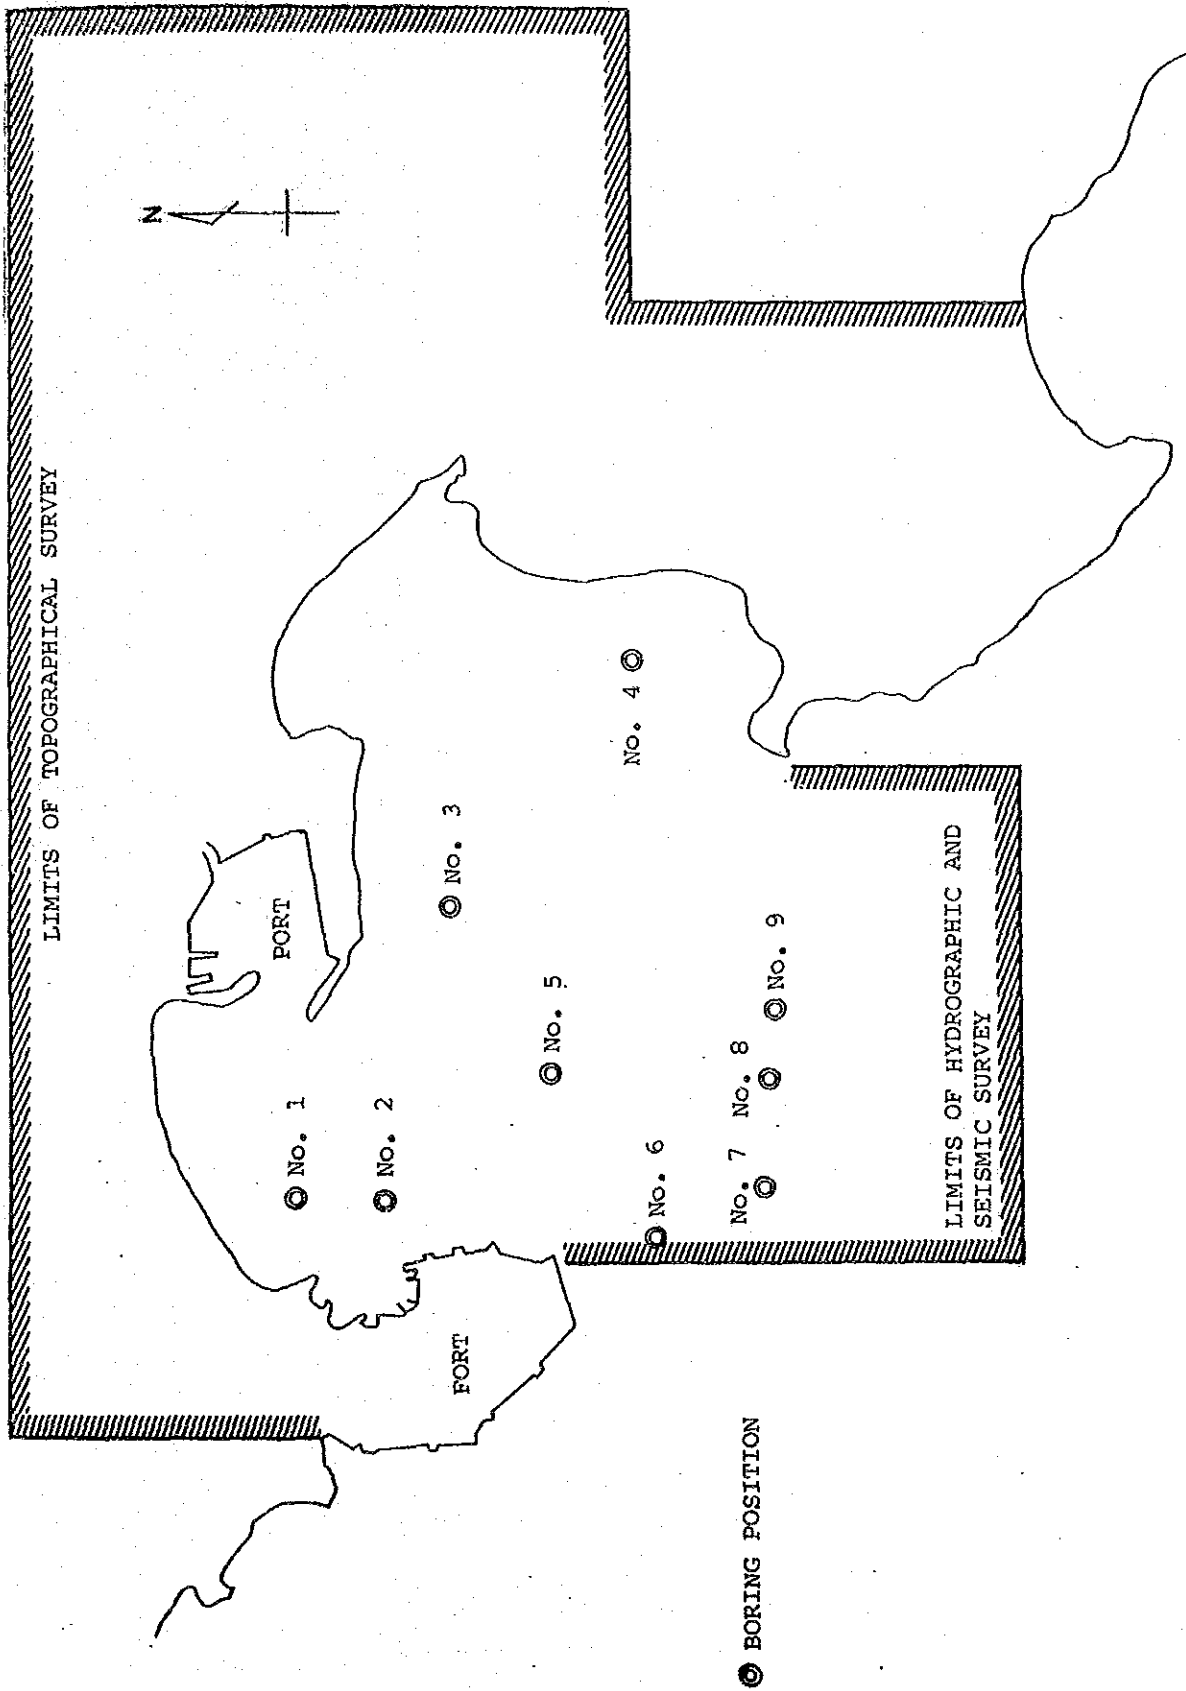 LIMITS OF TOPOGRAPHICAL SURVEY
N
PORT
No. 1
No. 2
No. 3
No. 4
FORT
No. 5
No. 6
No. 7
No. 8
No. 9
LIMITS OF HYDROGRAPHIC AND
SEISMIC SURVEY
BORING POSITION